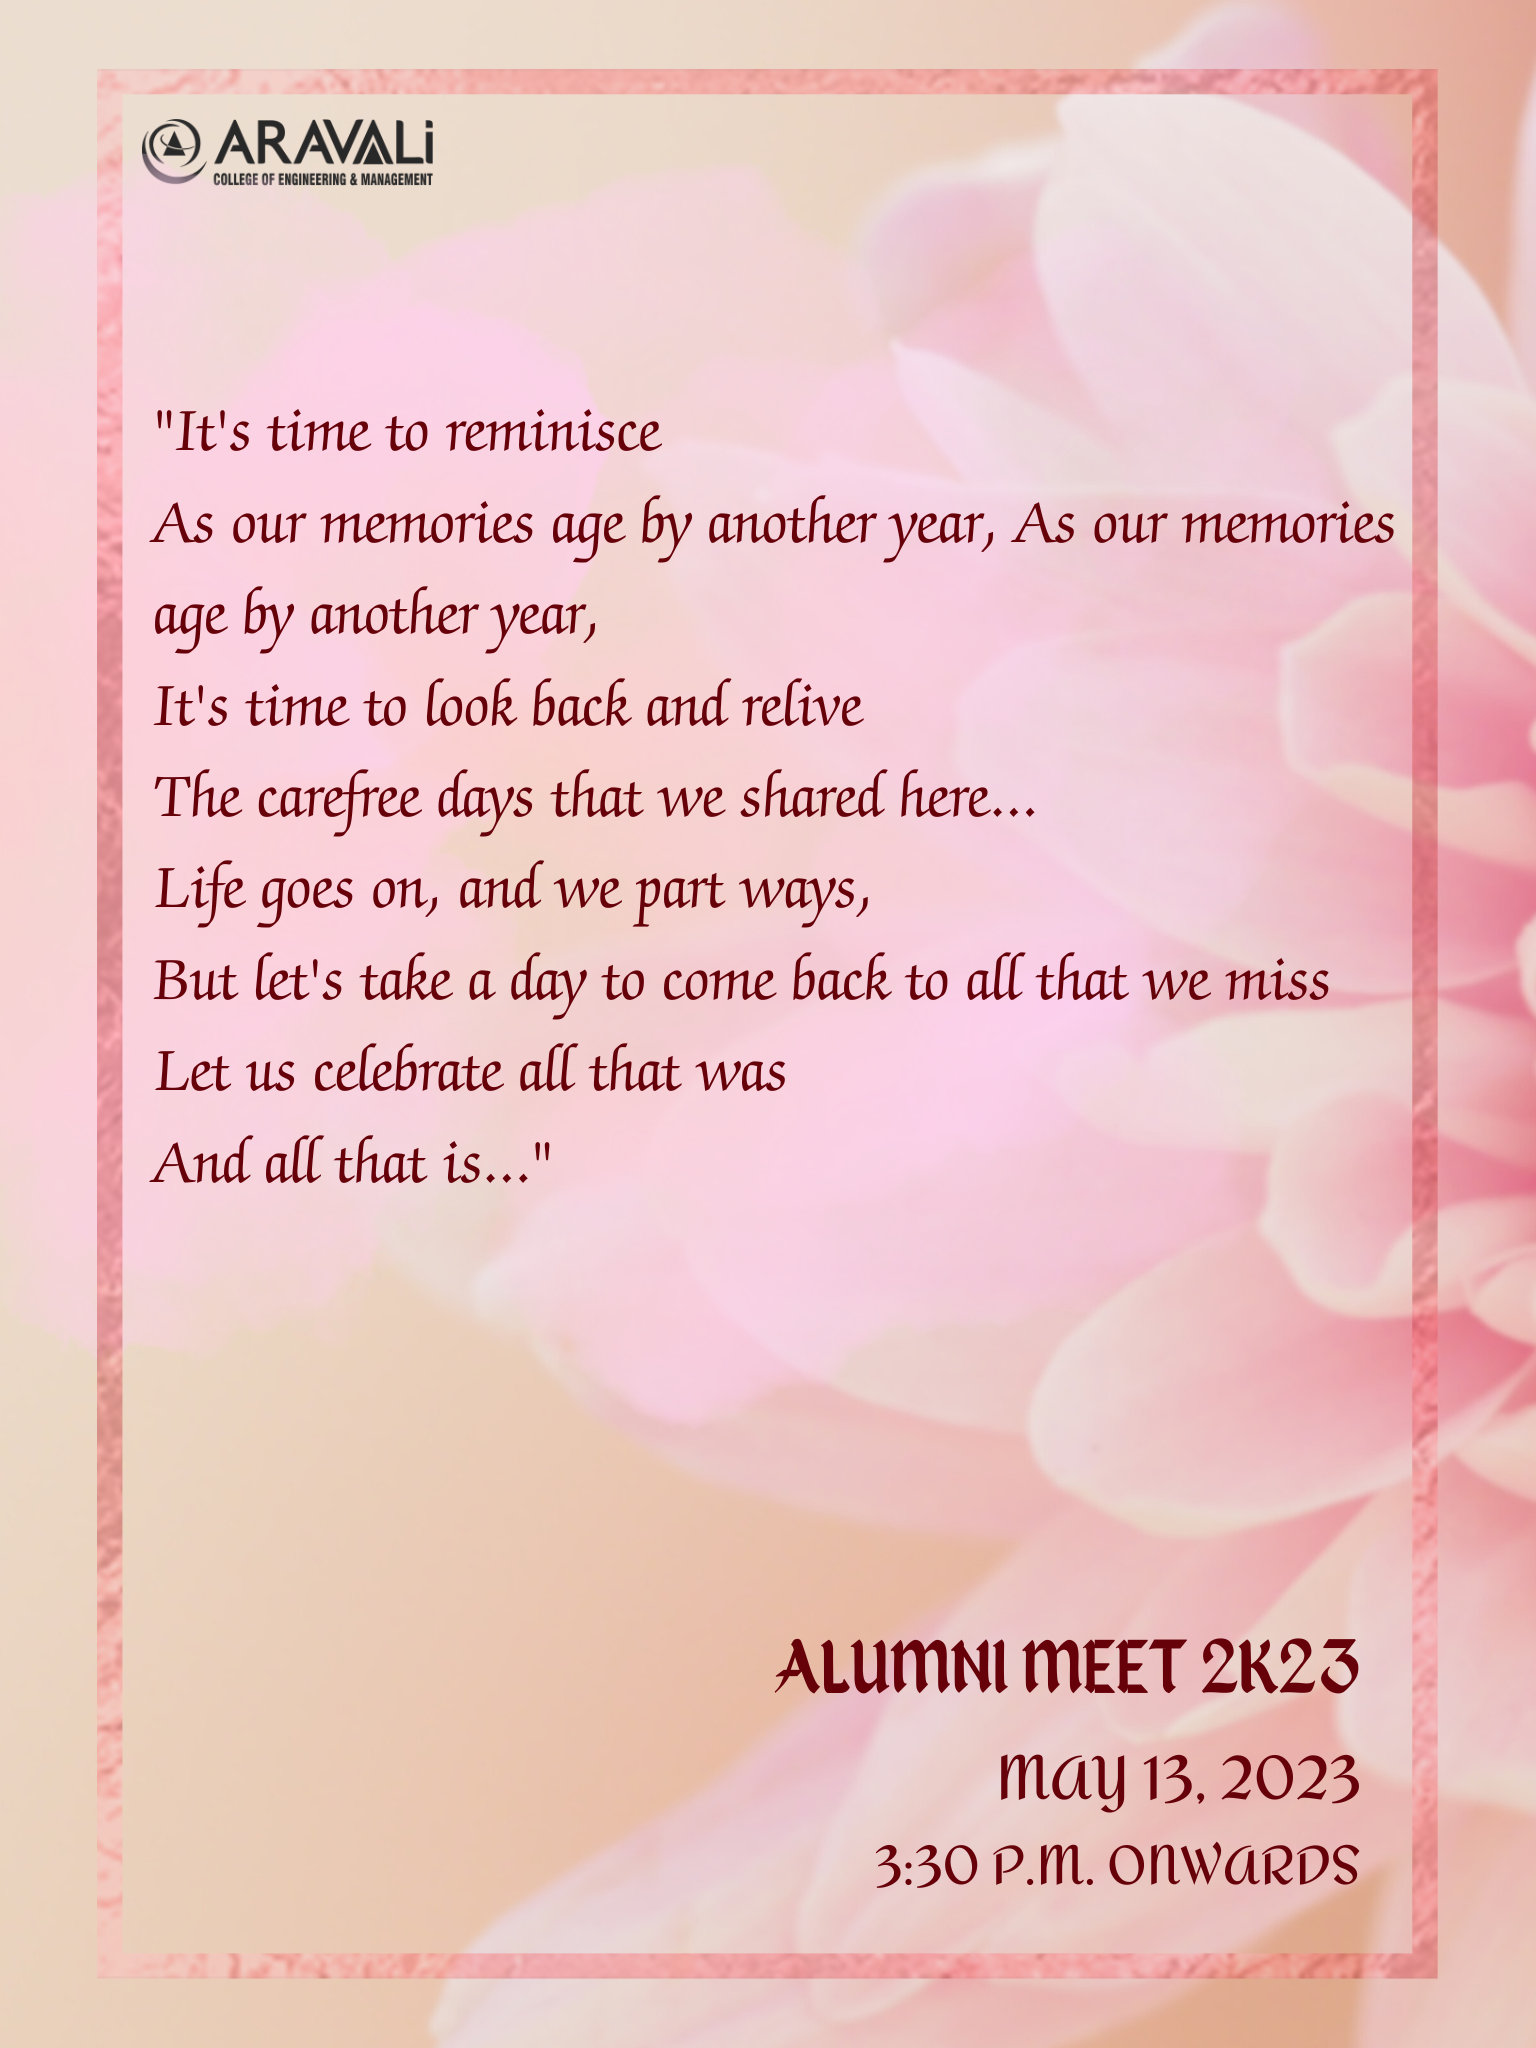 ARAVALi
COLLEGE OF ENGINEERING & MANAGEMENT
"It's time to reminisce
As our memories age by another year, As our memories
age by another year,
It's time to look back and relive
The carefree days that we shared here...
Life goes on, and we part ways,
But let's take a day to come back to all that we miss
Let us celebrate all that was
And all that is..."
ALUMNI MEET 2K23
MAY 13, 2023
3:30 P.M. ONWARDS